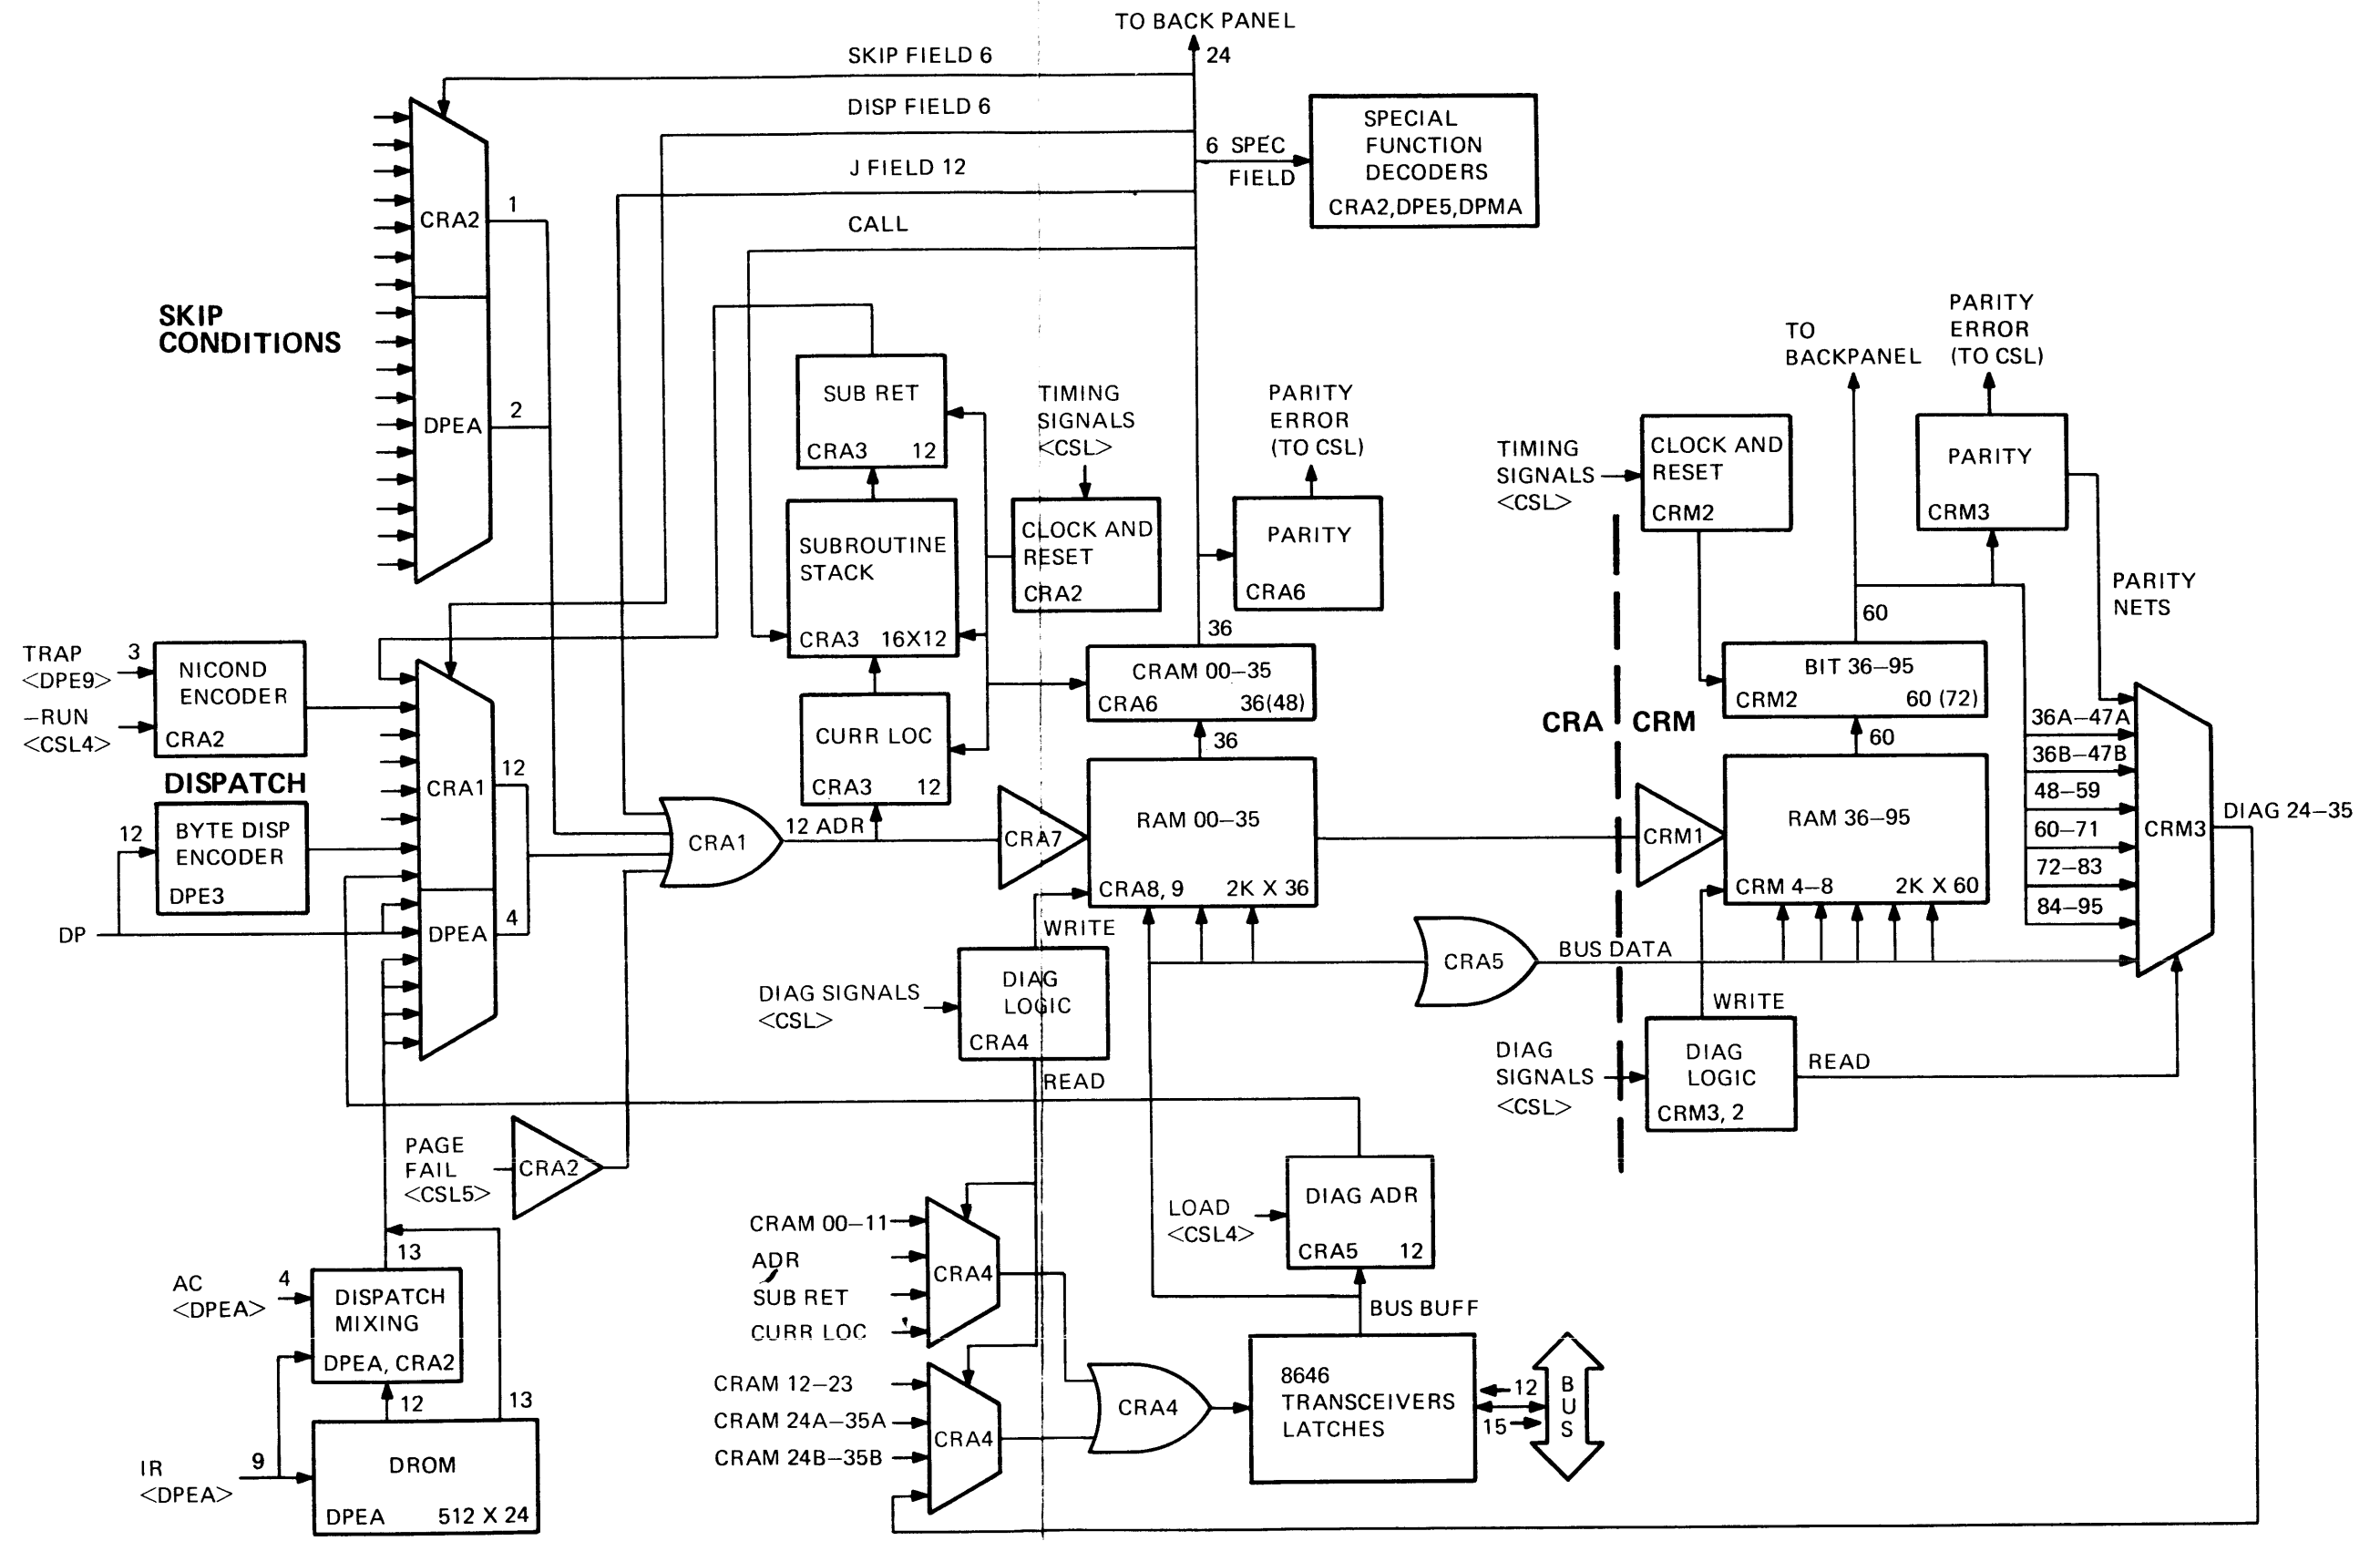 TO BACK PANEL
24
SKIP FIELD 6
DISP FIELD 6
J FIELD 12
CALL
6 SPEC
FIELD
SPECIAL
FUNCTION
DECODERS
CRA2,DPE5,DPMA
CRA2
1
SKIP
CONDITIONS
DPEA
2
SUB RET
CRA3 12
SUBROUTINE
STACK
CRA3 16X12
CURR LOC
CRA3 12
TIMING
SIGNALS
<CSL>
CLOCK AND
RESET
CRA2
PARITY
ERROR
(TO CSL)
PARITY
CRA6
36
CRAM 00–35
CRA6 36(48)
36
TIMING
SIGNALS
<CSL>
CLOCK AND
RESET
CRM2
TO
BACKPANEL
PARITY
ERROR
(TO CSL)
PARITY
CRM3
PARITY
NETS
60
BIT 36–95
CRM2 60 (72)
60
CRA CRM
TRAP
<DPE9>
3
–RUN
<CSL4>
NICOND
ENCODER
CRA2
DISPATCH
12
BYTE DISP
ENCODER
DPE3
DP
CRA1
12
DPEA
4
CRA1
12 ADR
CRA7
RAM 00–35
CRA8, 9 2K X 36
CRM1
RAM 36–95
CRM 4–8 2K X 60
36A–47A
36B–47B
48–59
60–71
72–83
84–95
CRM3
DIAG 24–35
WRITE
DIAG SIGNALS
<CSL>
DIAG
LOGIC
CRA4
READ
CRA5
BUS DATA
WRITE
DIAG
SIGNALS
<CSL>
DIAG
LOGIC
CRM3, 2
READ
PAGE
FAIL
<CSL5>
CRA2
LOAD
<CSL4>
DIAG ADR
CRA5 12
BUS BUFF
CRAM 00–11
ADR
SUB RET
CURR LOC
CRA4
CRAM 12–23
CRAM 24A–35A
CRAM 24B–35B
CRA4
CRA4
8646
TRANSCEIVERS
LATCHES
12
15
BUS
13
AC
<DPEA>
4
DISPATCH
MIXING
DPEA, CRA2
12
13
IR
<DPEA>
9
DROM
DPEA 512 X 24